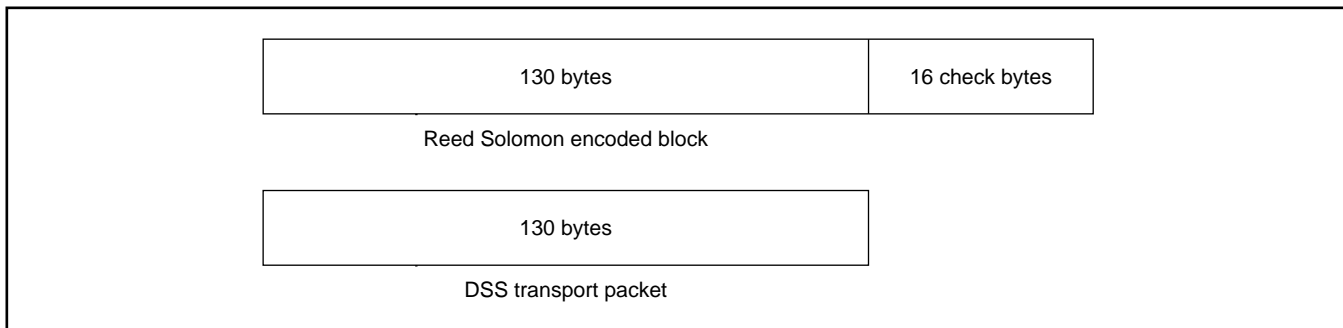 130 bytes 16 check bytes
Reed Solomon encoded block
130 bytes
DSS transport packet